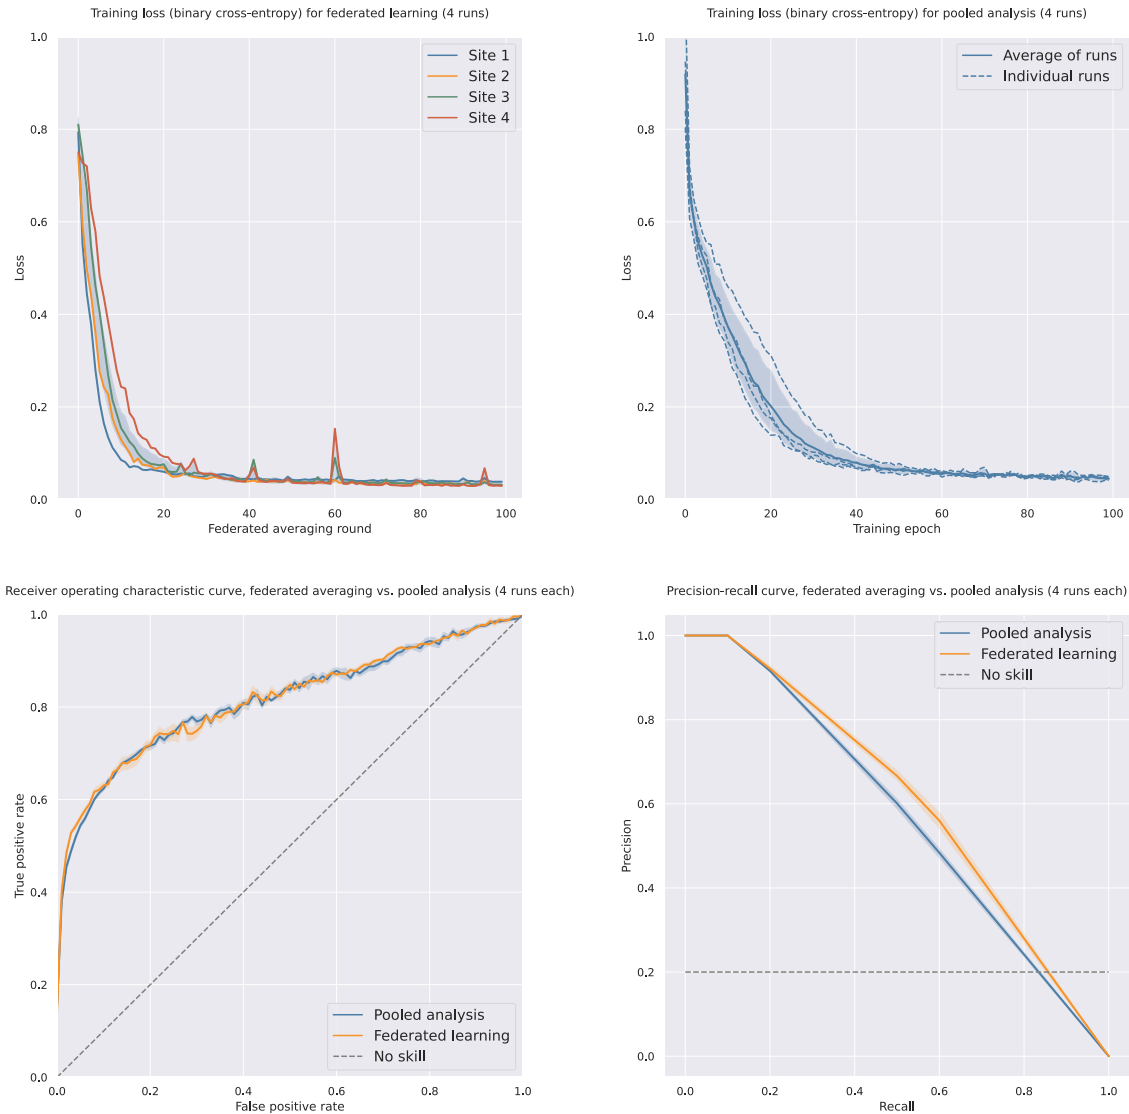 Training loss (binary cross-entropy) for federated learning (4 runs)
1.0
0.8
0.6
0.4
0.2
0.0
Loss
Site 1
Site 2
Site 3
Site 4
0
20
40
60
80
100
Federated averaging round
Training loss (binary cross-entropy) for pooled analysis (4 runs)
1.0
0.8
0.6
0.4
0.2
0.0
Loss
Average of runs
Individual runs
0
20
40
60
80
100
Training epoch
Receiver operating characteristic curve, federated averaging vs. pooled analysis (4 runs each)
1.0
0.8
0.6
0.4
0.2
0.0
True positive rate
Pooled analysis
Federated learning
No skill
0.0
0.2
0.4
0.6
0.8
1.0
False positive rate
Precision-recall curve, federated averaging vs. pooled analysis (4 runs each)
1.0
0.8
0.6
0.4
0.2
0.0
Precision
Pooled analysis
Federated learning
No skill
0.0
0.2
0.4
0.6
0.8
1.0
Recall